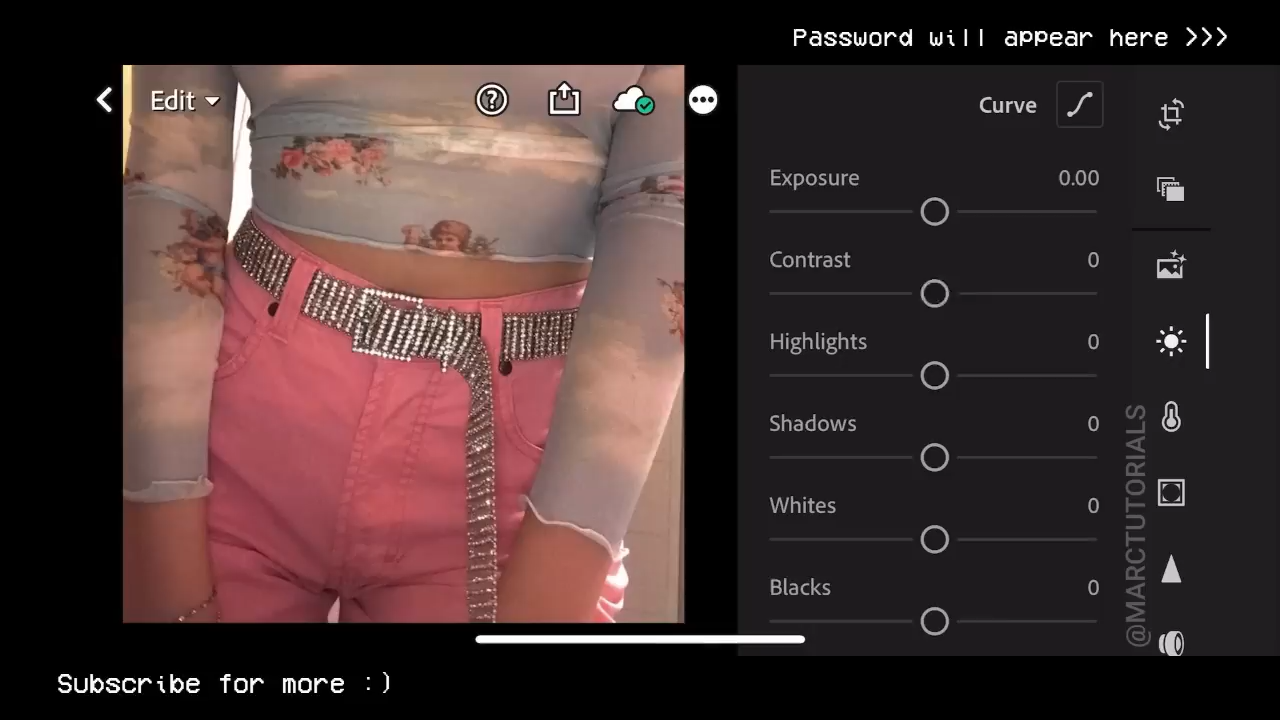 Password will appear here >>>
Edit
Curve
Exposure 0.00
Contrast 0
Highlights 0
Shadows 0
Whites 0
Blacks 0
@MARCTUTORIALS
Subscribe for more :)